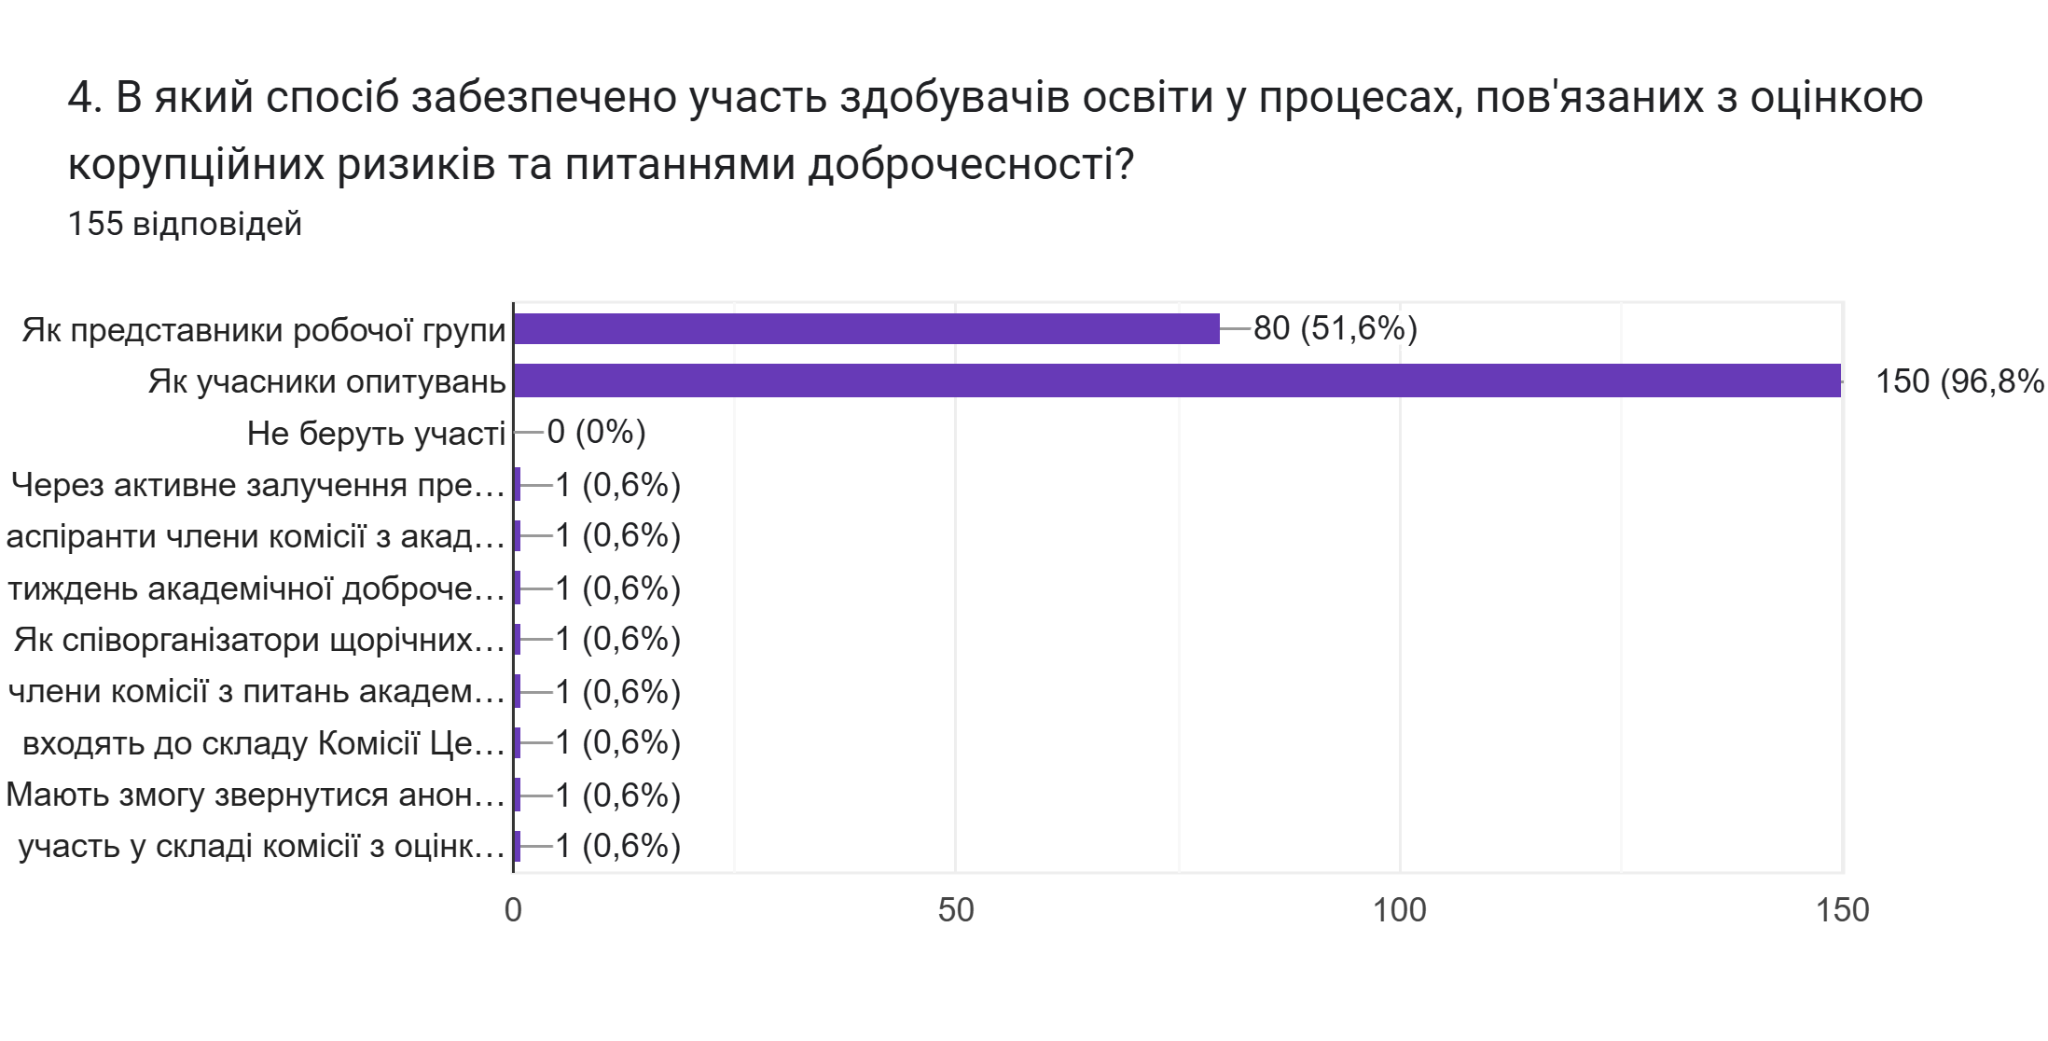 4. В який спосіб забезпечено участь здобувачів освіти у процесах, пов'язаних з оцінкою
корупційних ризиків та питаннями доброчесності?
155 відповідей
Як представники робочої групи 80 (51,6%)
Як учасники опитувань 150 (96,8%
Не беруть участі 0 (0%)
Через активне залучення пре… 1 (0,6%)
аспіранти члени комісії з акад… 1 (0,6%)
тиждень академічної доброче… 1 (0,6%)
Як співорганізатори щорічних… 1 (0,6%)
члени комісії з питань академ… 1 (0,6%)
входять до складу Комісії Це… 1 (0,6%)
Мають змогу звернутися анон… 1 (0,6%)
участь у складі комісії з оцінк… 1 (0,6%)
0 50 100 150